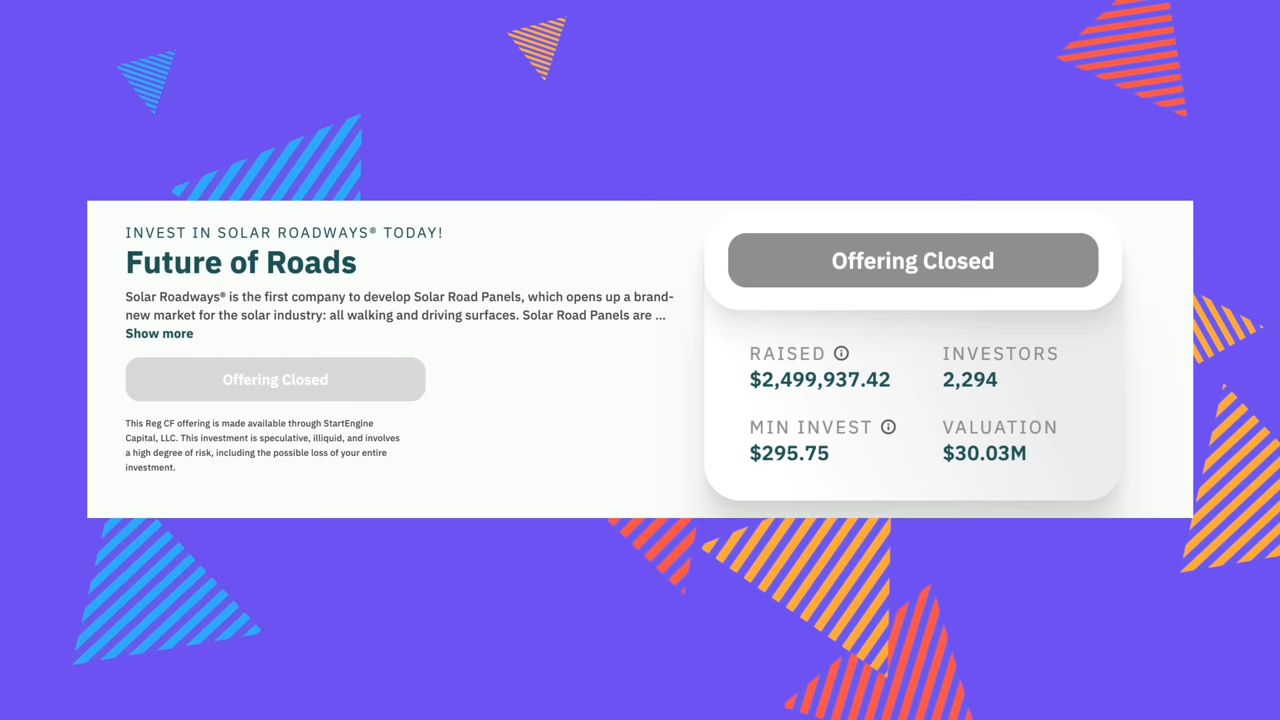 INVEST IN SOLAR ROADWAYS® TODAY!
Future of Roads
Solar Roadways® is the first company to develop Solar Road Panels, which opens up a brand-
new market for the solar industry: all walking and driving surfaces. Solar Road Panels are ...
Show more
Offering Closed
This Reg CF offering is made available through StartEngine
Capital, LLC. This investment is speculative, illiquid, and involves
a high degree of risk, including the possible loss of your entire
investment.
Offering Closed
RAISED
$2,499,937.42
INVESTORS
2,294
MIN INVEST
$295.75
VALUATION
$30.03M